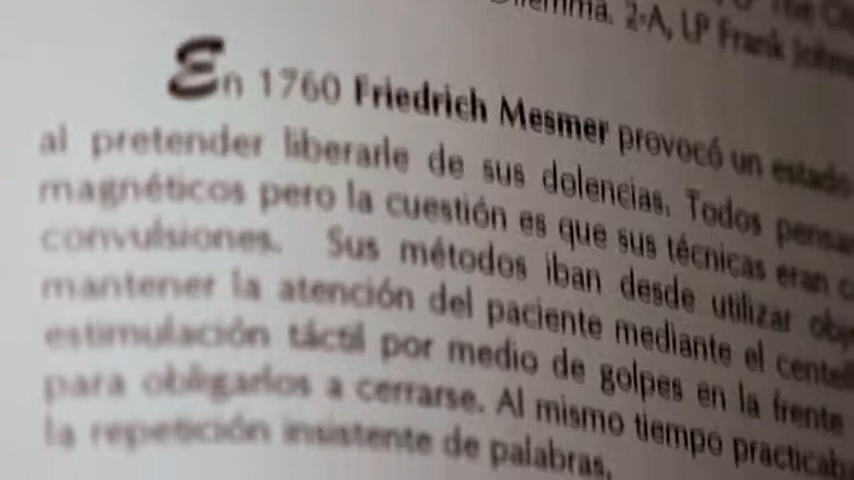 Dilemma. 2-A, LP Frank
En 1760 Friedrich Mesmer provocó un estado
al pretender liberarle de sus dolencias. Todos
magnéticos pero la cuestión es que sus técnicas eran
convulsiones. Sus métodos iban desde utilizar
mantener la atención del paciente mediante el
estimulación táctil por medio de golpes en la frente
para obligarlos a cerrarse. Al mismo tiempo
la repetición insistente de palabras.